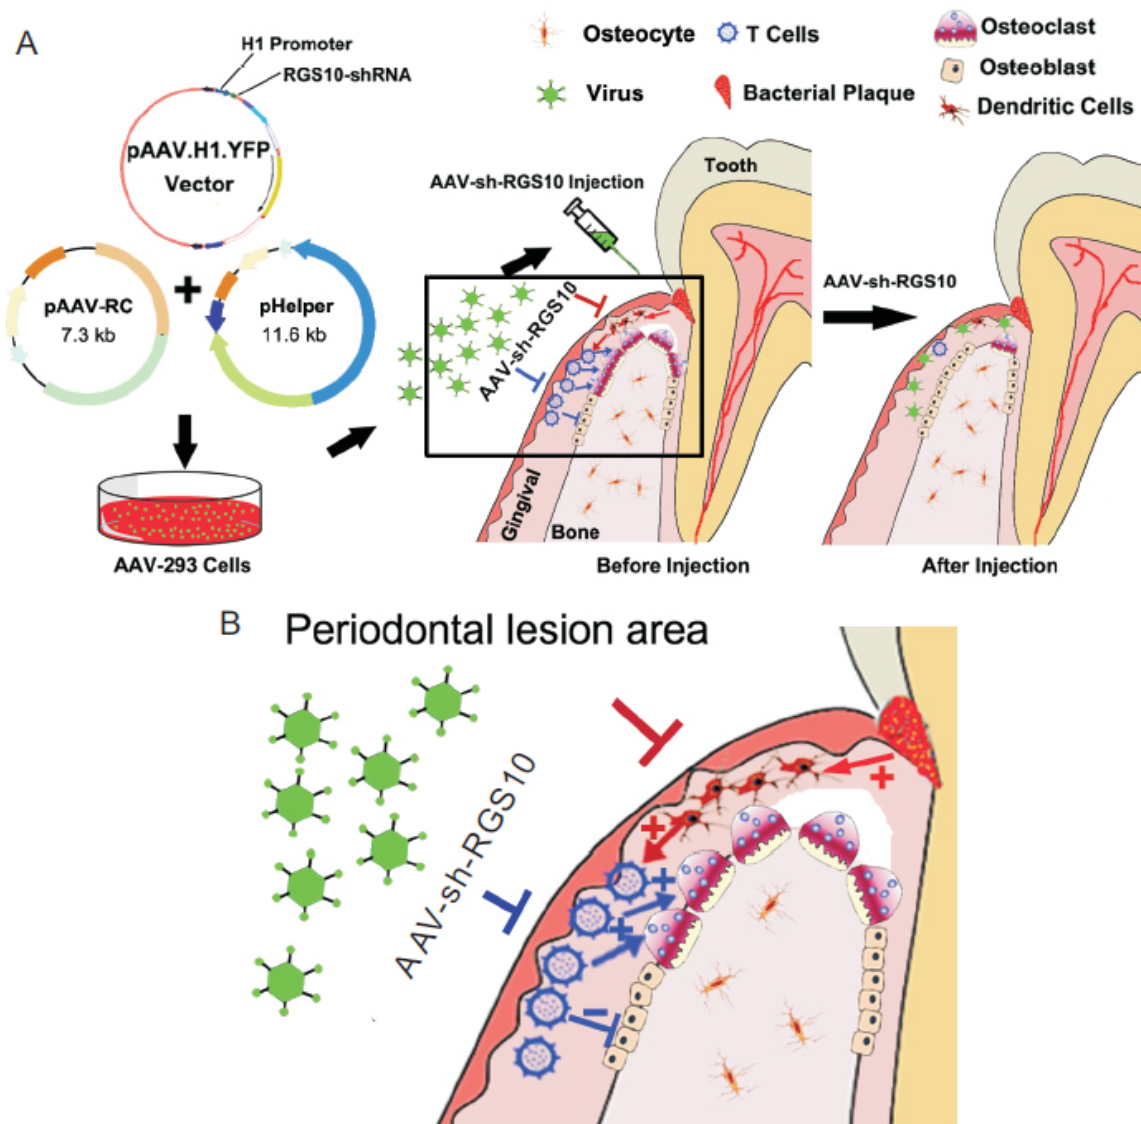 A
H1 Promoter
RGS10-shRNA
pAAV.H1.YFP
Vector
pAAV-RC
7.3 kb
+
pHelper
11.6 kb
AAV-293 Cells
Osteocyte
T Cells
Osteoclast
Osteoblast
Virus
Bacterial Plaque
Dendritic Cells
AAV-sh-RGS10 Injection
Tooth
AAV-sh-RGS10
Gingival
Bone
Before Injection
AAV-sh-RGS10
After Injection
B
Periodontal lesion area
AAV-sh-RGS10
+
+
+
+
-